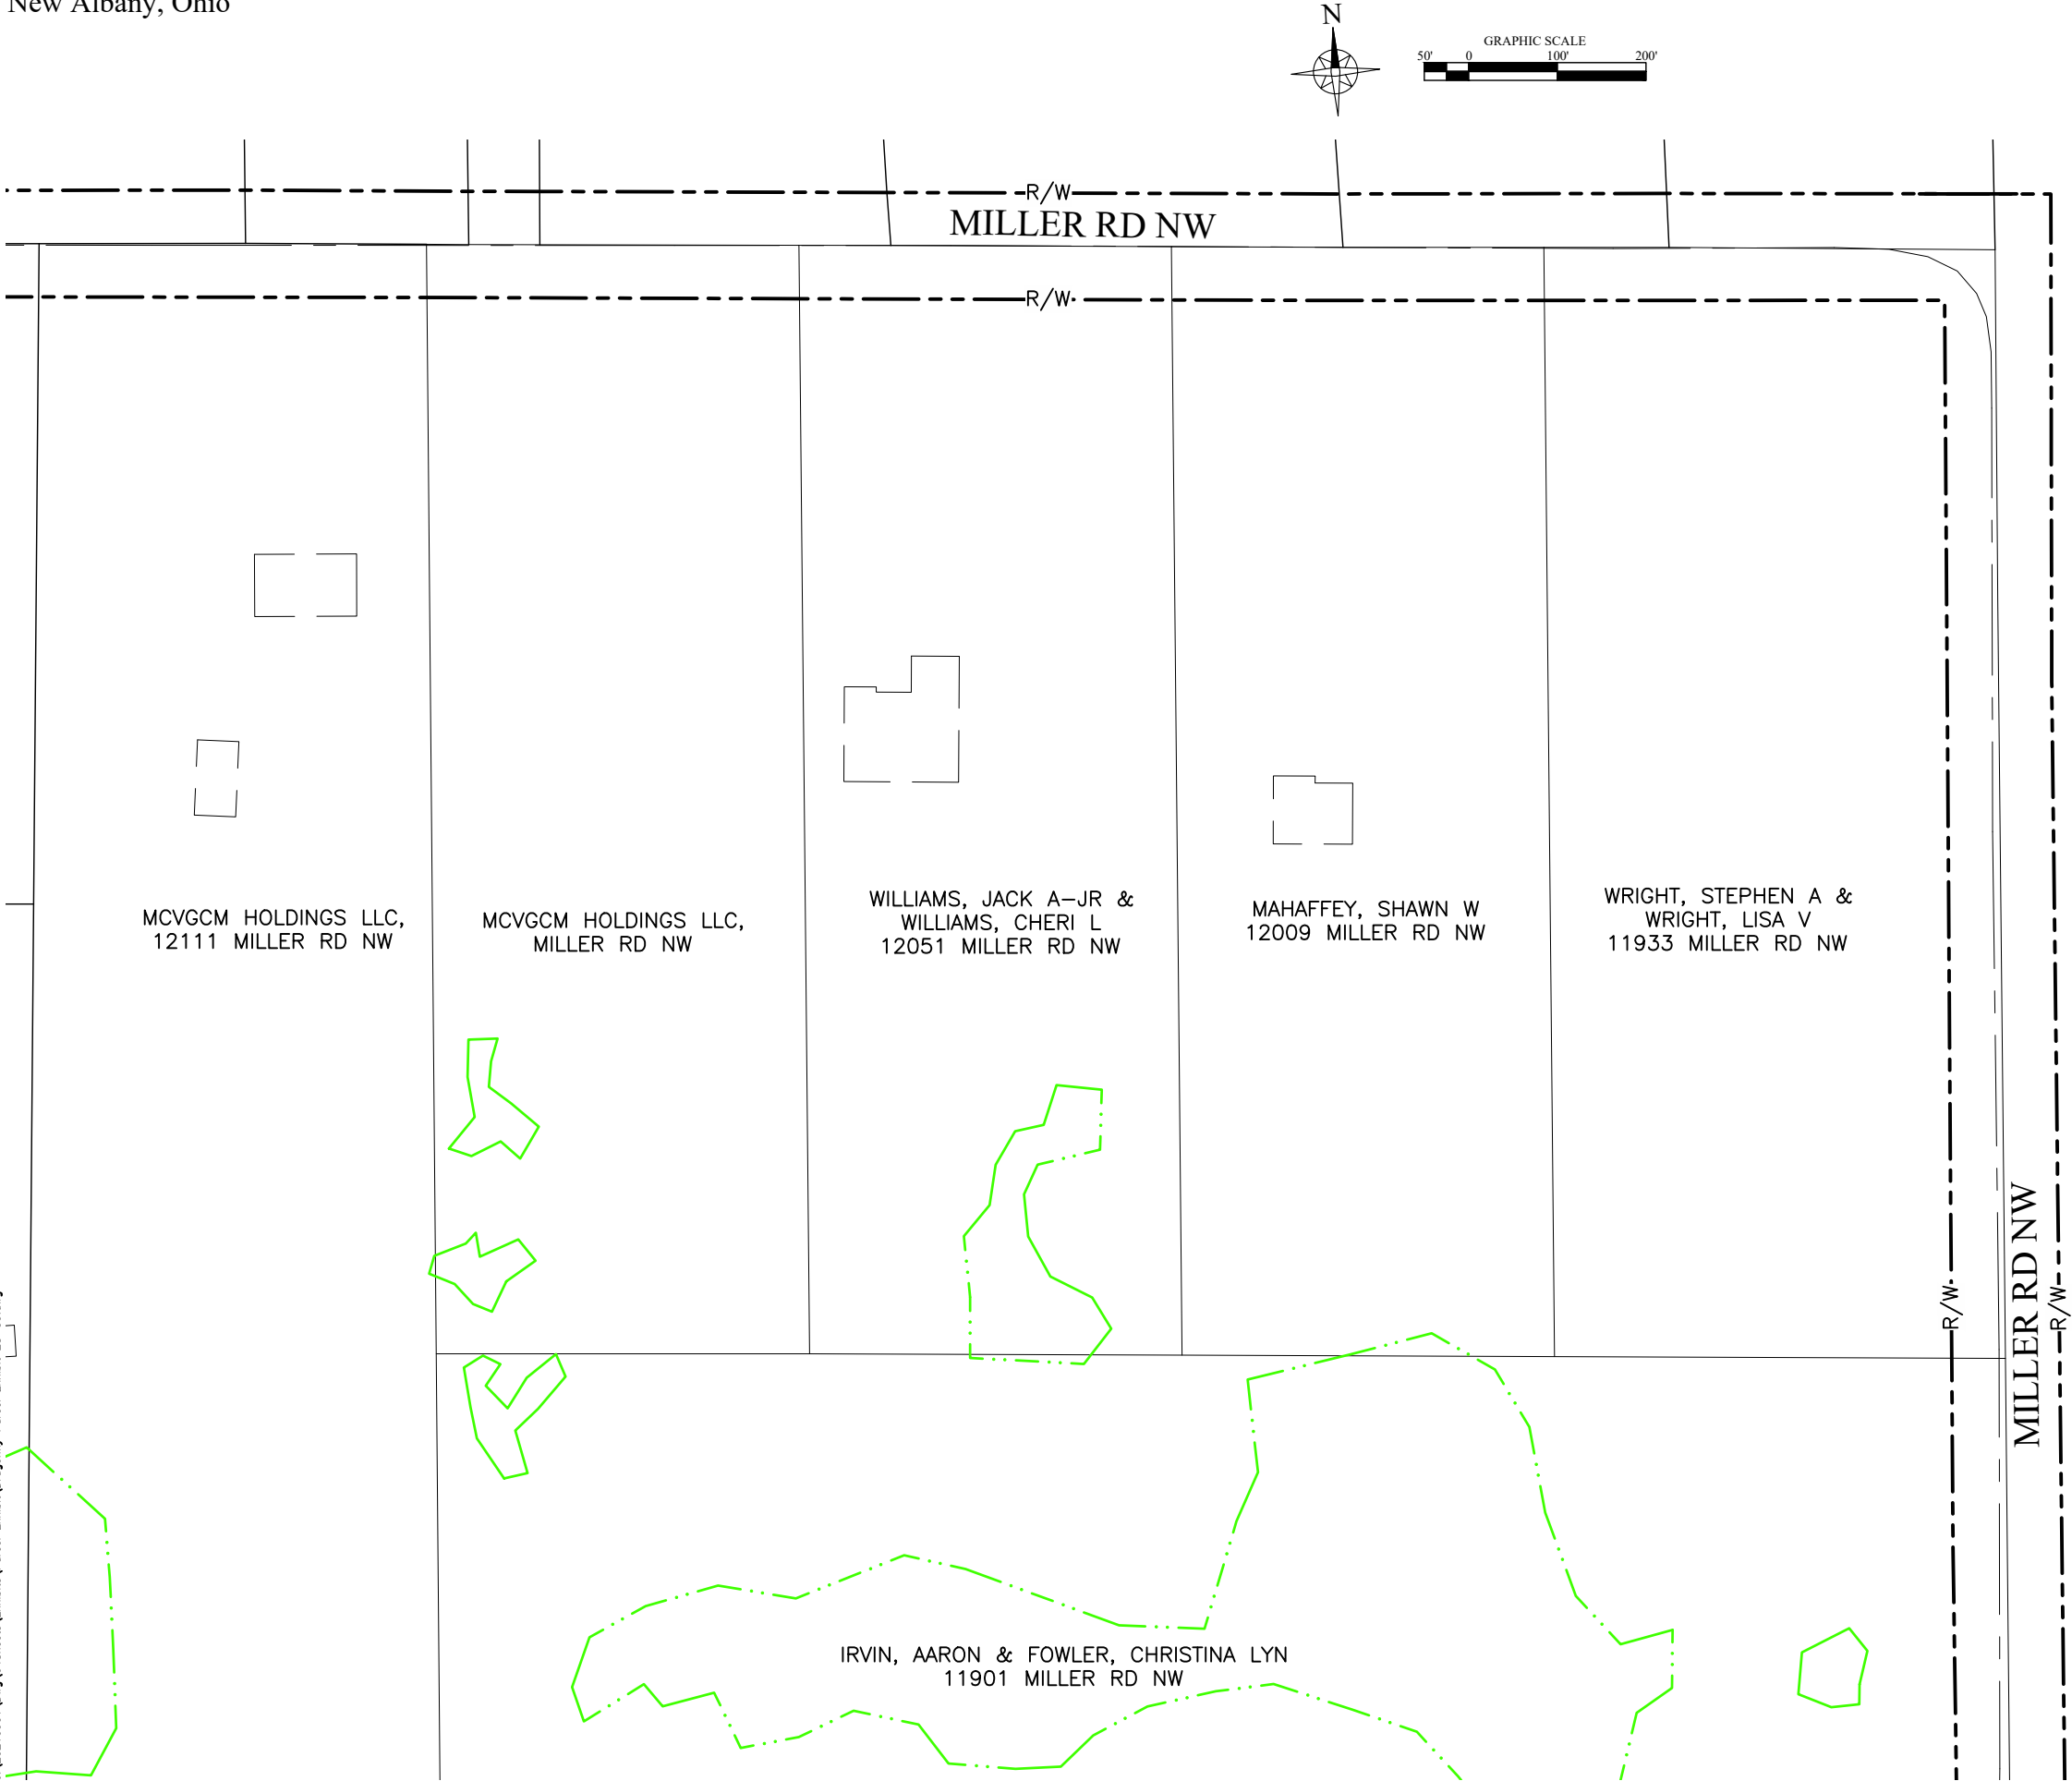 New Albany, Ohio
N
GRAPHIC SCALE
50' 0 100' 200'
R/W
MILLER RD NW
R/W
WILLIAMS, JACK A-JR &
WILLIAMS, CHERI L
12051 MILLER RD NW
WRIGHT, STEPHEN A &
WRIGHT, LISA V
11933 MILLER RD NW
MAHAFFEY, SHAWN W
12009 MILLER RD NW
MCVGCM HOLDINGS LLC,
12111 MILLER RD NW
MCVGCM HOLDINGS LLC,
MILLER RD NW
R/W
MILLER RD NW
R/W
IRVIN, AARON & FOWLER, CHRISTINA LYN
11901 MILLER RD NW